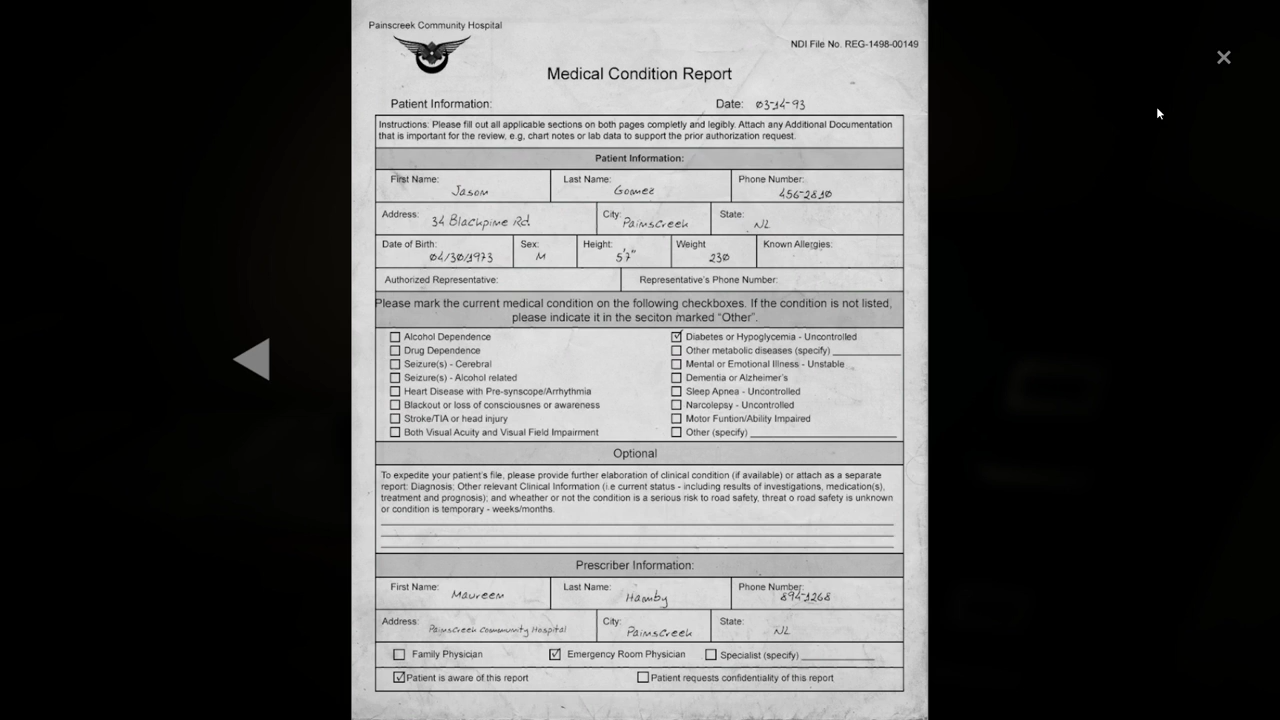 Painscreek Community Hospital
NDI File No. REG-1498-00149
Medical Condition Report
Patient Information: Date: 03-14-93
Instructions: Please fill out all applicable sections on both pages completly and legibly. Attach any Additional Documentation
that is important for the review, e.g, chart notes or lab data to support the prior authorization request.
Patient Information:
First Name: Jason Last Name: Gomez Phone Number: 456-2810
Address: 34 Blackpine Rd. City: Painscreek State: NL
Date of Birth: 04/30/1973 Sex: M Height: 5'7" Weight 230 Known Allergies:
Authorized Representative: Representative's Phone Number:
Please mark the current medical condition on the following checkboxes. If the condition is not listed,
please indicate it in the seciton marked "Other".
Alcohol Dependence Diabetes or Hypoglycemia - Uncontrolled
Drug Dependence Other metabolic diseases (specify)
Seizure(s) - Cerebral Mental or Emotional Illness - Unstable
Seizure(s) - Alcohol related Dementia or Alzheimer's
Heart Disease with Pre-synscope/Arrhythmia Sleep Apnea - Uncontrolled
Blackout or loss of consciousnes or awareness Narcolepsy - Uncontrolled
Stroke/TIA or head injury Motor Funtion/Ability Impaired
Both Visual Acuity and Visual Field Impairment Other (specify)
Optional
To expedite your patient's file, please provide further elaboration of clinical condition (if available) or attach as a separate
report: Diagnosis; Other relevant Clinical Information (i.e current status - including results of investigations, medication(s),
treatment and prognosis); and wheather or not the condition is a serious risk to road safety, threat o road safety is unknown
or condition is temporary - weeks/months.
Prescriber Information:
First Name: Maureen Last Name: Hamby Phone Number: 894-1268
Address: Painscreek Community Hospital City: Painscreek State: NL
Family Physician Emergency Room Physician Specialist (specify)
Patient is aware of this report Patient requests confidentiality of this report